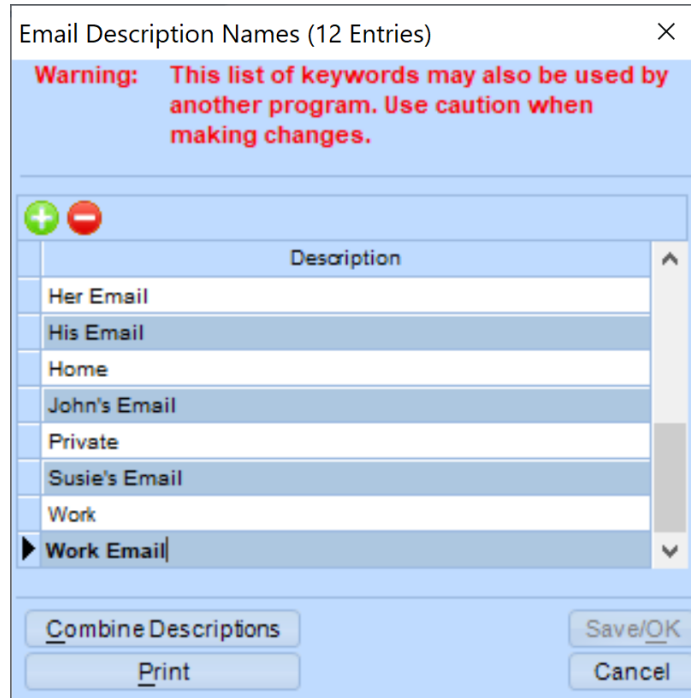 Email Description Names (12 Entries)
Warning: This list of keywords may also be used by
another program. Use caution when
making changes.
Description
Her Email
His Email
Home
John's Email
Private
Susie's Email
Work
Work Email
Combine Descriptions
Save/OK
Print
Cancel